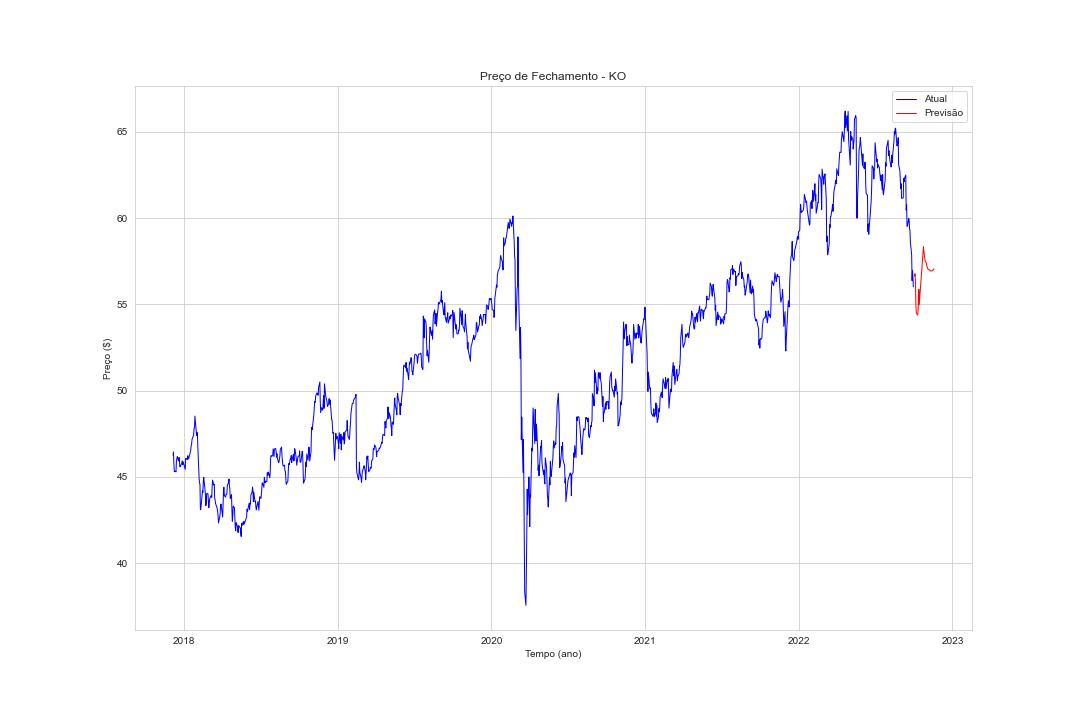 Preço de Fechamento - KO
Atual
Previsão
65
60
55
50
45
40
Preço ($)
2018 2019 2020 2021 2022 2023
Tempo (ano)